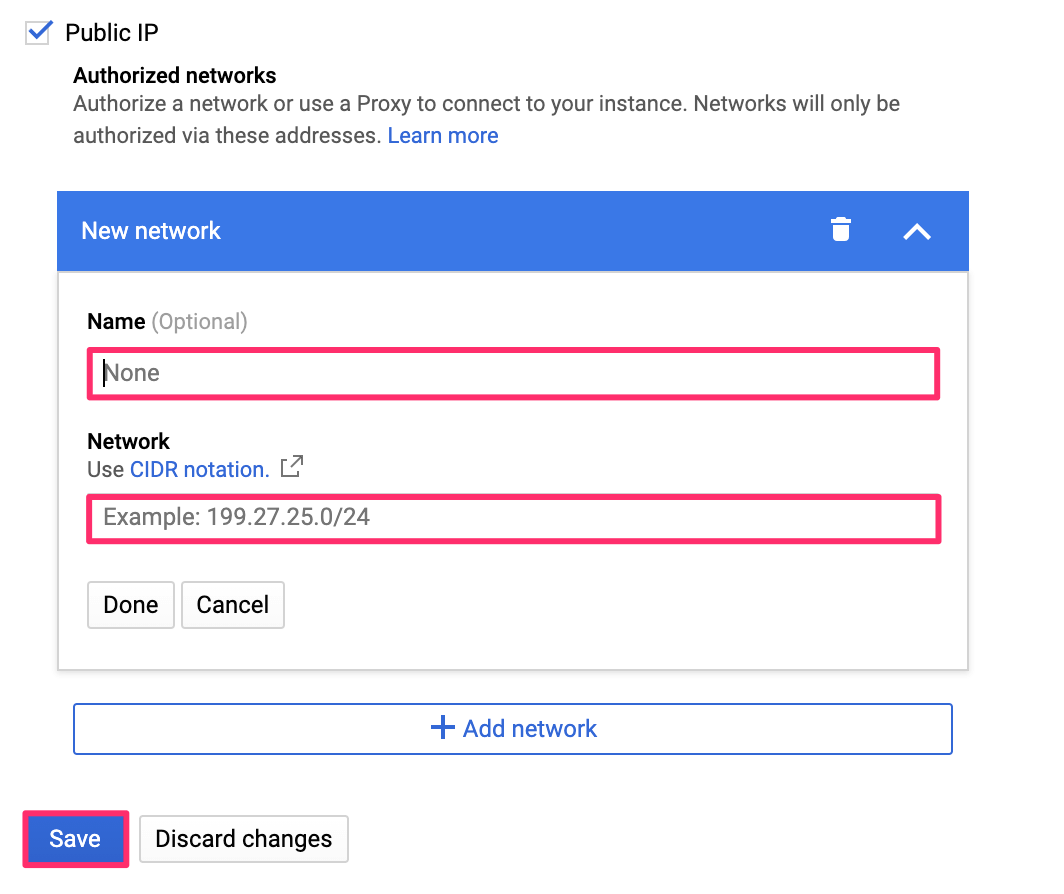 Public IP
Authorized networks
Authorize a network or use a Proxy to connect to your instance. Networks will only be
authorized via these addresses. Learn more
New network
Name (Optional)
None
Network
Use CIDR notation.
Example: 199.27.25.0/24
Done Cancel
Add network
Save Discard changes